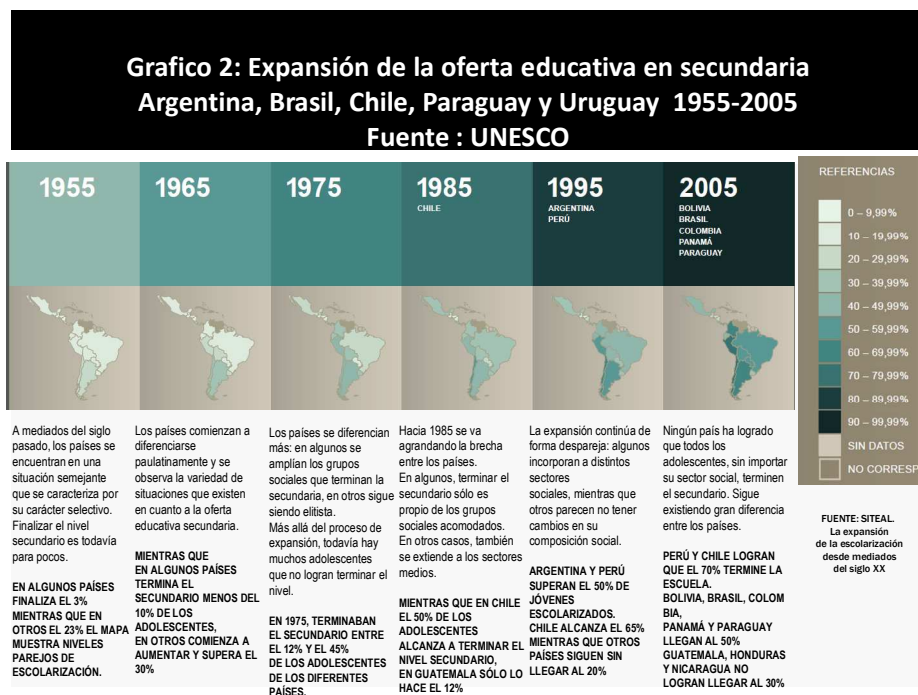 Grafico 2: Expansión de la oferta educativa en secundaria
Argentina, Brasil, Chile, Paraguay y Uruguay 1955-2005
Fuente : UNESCO
1955
1965
1975
1985
CHILE
1995
ARGENTINA
PERÚ
2005
BOLIVIA
BRASIL
COLOMBIA
PANAMÁ
PARAGUAY
REFERENCIAS
0 – 9,99%
10 – 19,99%
20 – 29,99%
30 – 39,99%
40 – 49,99%
50 – 59,99%
60 – 69,99%
70 – 79,99%
80 – 89,99%
90 – 99,99%
SIN DATOS
NO CORRESP
A mediados del siglo
pasado, los países se
encuentran en una
situación semejante
que se caracteriza por
su carácter selectivo.
Finalizar el nivel
secundario es todavía
para pocos.
EN ALGUNOS PAÍSES
FINALIZA EL 3%
MIENTRAS QUE EN
OTROS EL 23% EL MAPA
MUESTRA NIVELES
PAREJOS DE
ESCOLARIZACIÓN.
Los países comienzan a
diferenciarse
paulatinamente y se
observa la variedad de
situaciones que existen
en cuanto a la oferta
educativa secundaria.
MIENTRAS QUE
EN ALGUNOS PAÍSES
TERMINA EL
SECUNDARIO MENOS DEL
10% DE LOS
ADOLESCENTES,
EN OTROS COMIENZA A
AUMENTAR Y SUPERA EL
30%
Los países se diferencian
más: en algunos se
amplían los grupos
sociales que terminan la
secundaria, en otros sigue
siendo elitista.
Más allá del proceso de
expansión, todavía hay
muchos adolescentes
que no logran terminar el
nivel.
EN 1975, TERMINABAN
EL SECUNDARIO ENTRE
EL 12% Y EL 45%
DE LOS ADOLESCENTES
DE LOS DIFERENTES
PAÍSES.
Hacia 1985 se va
agrandando la brecha
entre los países.
En algunos, terminar el
secundario sólo es
propio de los grupos
sociales acomodados.
En otros casos, también
se extiende a los sectores
medios.
MIENTRAS QUE EN CHILE
EL 50% DE LOS
ADOLESCENTES
ALCANZA A TERMINAR EL
NIVEL SECUNDARIO,
EN GUATEMALA SÓLO LO
HACE EL 12%
La expansión continúa de
forma despareja: algunos
incorporan a distintos
sectores
sociales, mientras que
otros parecen no tener
cambios en su
composición social.
ARGENTINA Y PERÚ
SUPERAN EL 50% DE
JÓVENES
ESCOLARIZADOS.
CHILE ALCANZA EL 65%
MIENTRAS QUE OTROS
PAÍSES SIGUEN SIN
LLEGAR AL 20%
Ningún país ha logrado
que todos los
adolescentes, sin importar
su sector social, terminen
el secundario. Sigue
existiendo gran diferencia
entre los países.
PERÚ Y CHILE LOGRAN
QUE EL 70% TERMINE LA
ESCUELA.
BOLIVIA, BRASIL, COLOM
BIA,
PANAMÁ Y PARAGUAY
LLEGAN AL 50%
GUATEMALA, HONDURAS
Y NICARAGUA NO
LOGRAN LLEGAR AL 30%
FUENTE: SITEAL.
La expansión
de la escolarización
desde mediados
del siglo XX